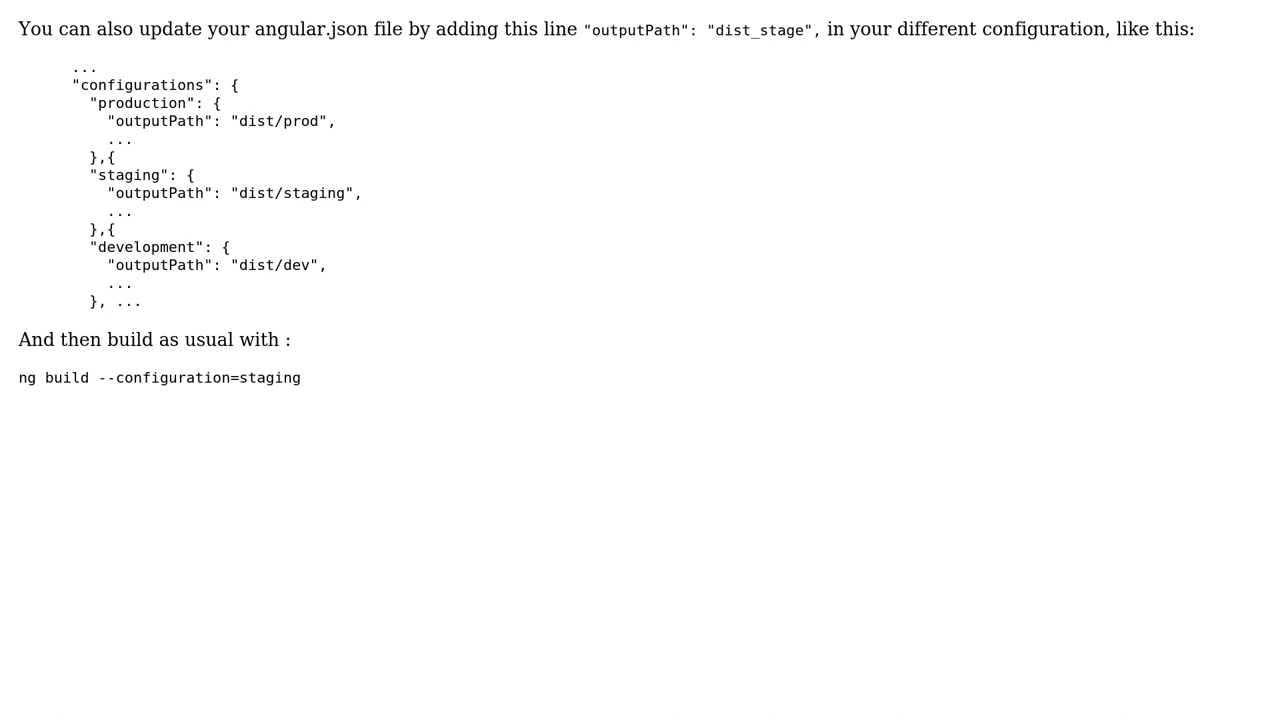 You can also update your angular.json file by adding this line "outputPath": "dist_stage", in your different configuration, like this:
...
"configurations": {
"production": {
"outputPath": "dist/prod",
...
},{
"staging": {
"outputPath": "dist/staging",
...
},{
"development": {
"outputPath": "dist/dev",
...
}, ...
And then build as usual with :
ng build --configuration=staging